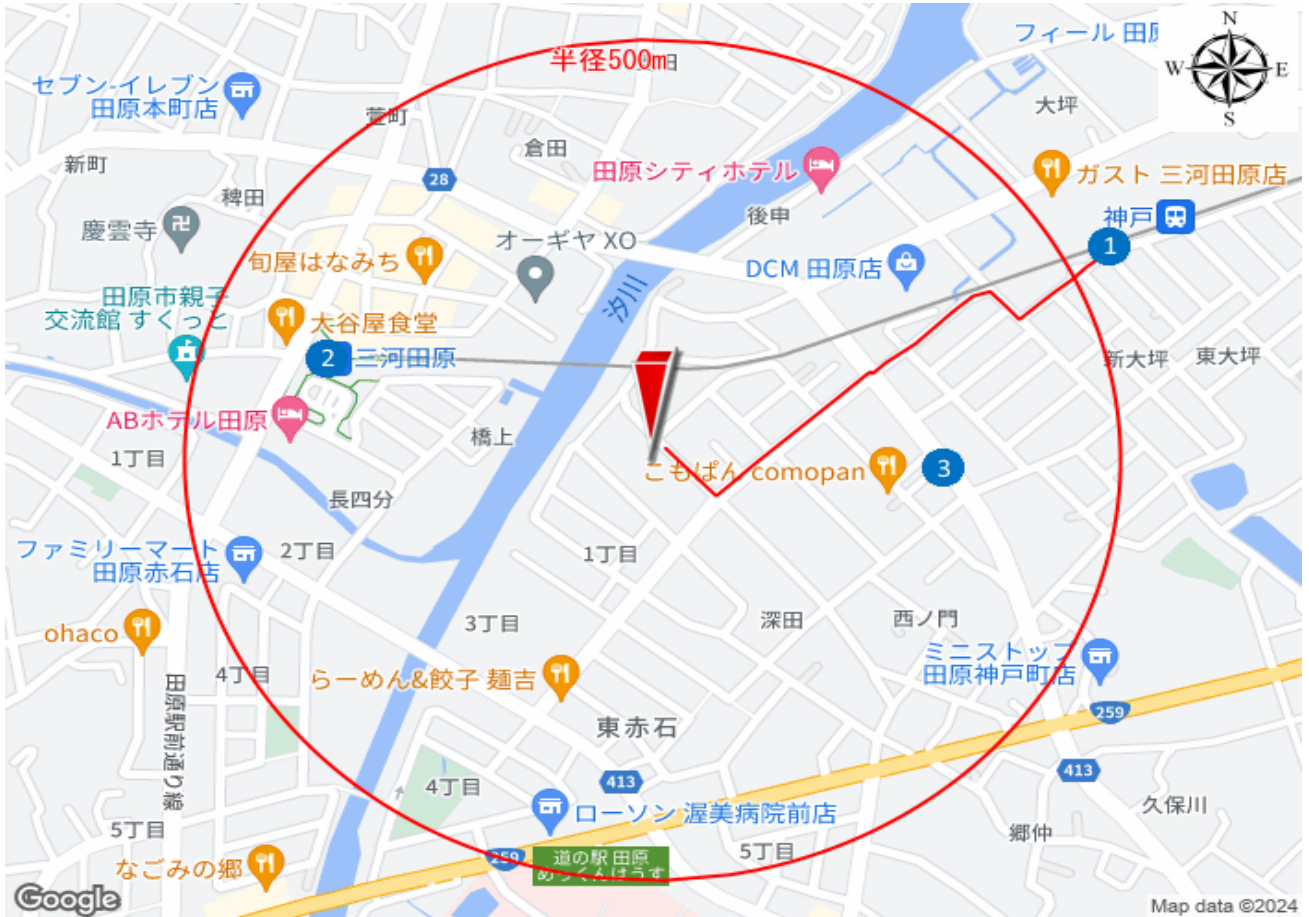 半径500m
フィール 田原
N
W
E
S
セブン-イレブン
田原本町店
萱町
倉田
大坪
新町
28
田原シティホテル
ガスト 三河田原店
稗田
後申
神戸
1
慶雲寺
オーギヤ XO
旬屋はなみち
DCM 田原店
田原市親子
交流館 すくっと
汐川
大谷屋食堂
2
三河田原
新大坪
東大坪
ABホテル田原
橋上
1丁目
こもぱん comopan
3
長四分
ファミリーマート
田原赤石店
2丁目
1丁目
3丁目
深田
西ノ門
ohaco
ミニストップ
田原神戸町店
4丁目
らーめん&餃子 麺吉
田原駅前通り線
東赤石
259
413
413
4丁目
ローソン 渥美病院前店
久保川
5丁目
郷仲
なごみの郷
259
道の駅 田原
めっくんはうす
5丁目
Google
Map data ©2024